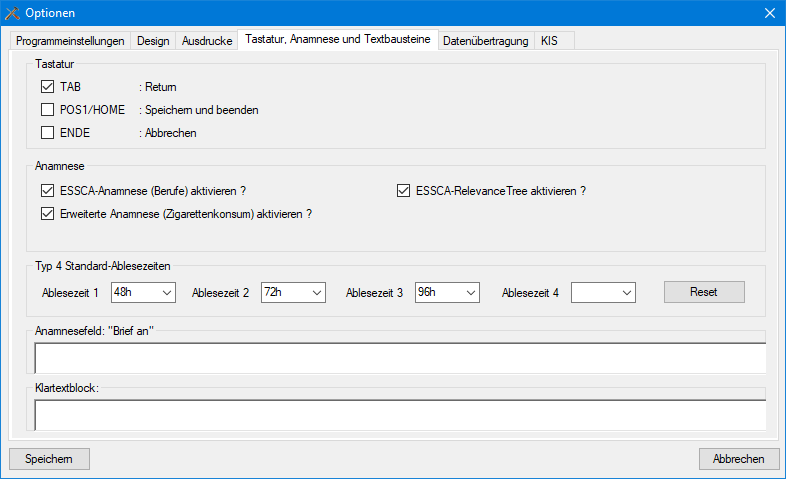 Optionen
Programmeinstellungen Design Ausdrucke Tastatur, Anamnese und Textbausteine Datenübertragung KIS
Tastatur
TAB : Return
POS1/HOME : Speichern und beenden
ENDE : Abbrechen
Anamnese
ESSCA-Anamnese (Berufe) aktivieren ? ESSCA-RelevanceTree aktivieren ?
Erweiterte Anamnese (Zigarettenkonsum) aktivieren ?
Typ 4 Standard-Ablesezeiten
Ablesezeit 1 48h Ablesezeit 2 72h Ablesezeit 3 96h Ablesezeit 4 Reset
Anamnesefeld: "Brief an"
Klartextblock:
Speichern Abbrechen